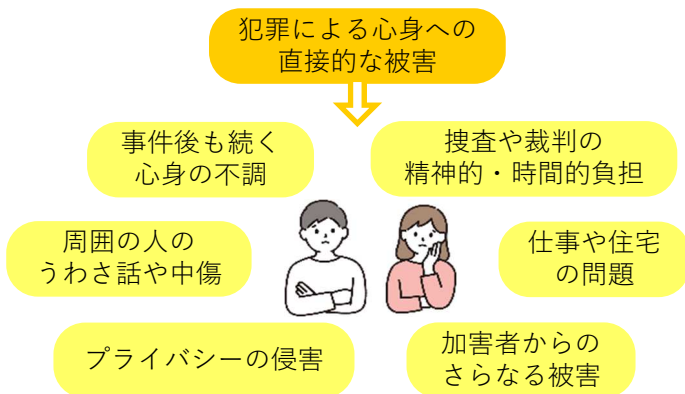 犯罪による心身への
直接的な被害
事件後も続く
心身の不調
捜査や裁判の
精神的・時間的負担
周囲の人の
うわさ話や中傷
仕事や住宅
の問題
プライバシーの侵害
加害者からの
さらなる被害